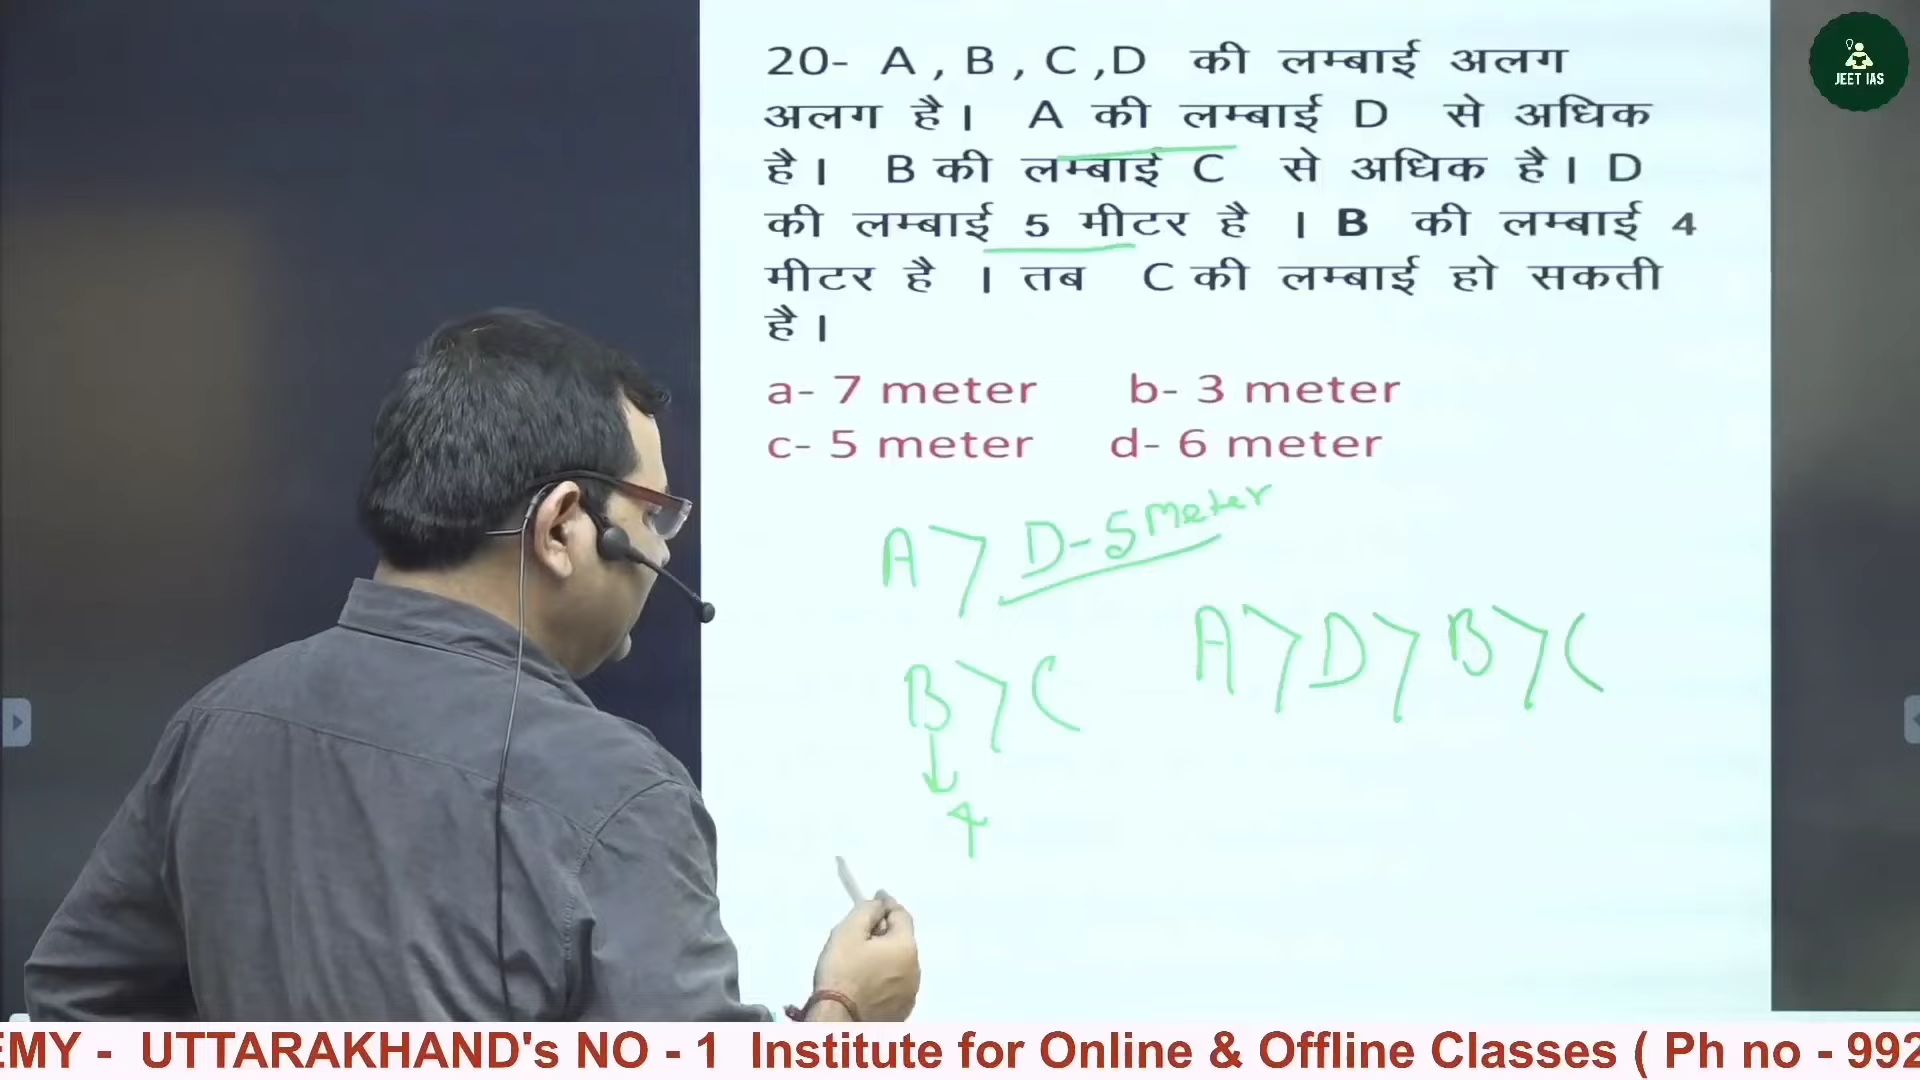 20- A , B , C ,D की लम्बाई अलग
अलग है। A की लम्बाई D से अधिक
है। B की लम्बाई C से अधिक है। D
की लम्बाई 5 मीटर है । B की लम्बाई 4
मीटर है । तब C की लम्बाई हो सकती
है।
a- 7 meter b- 3 meter
c- 5 meter d- 6 meter
A > D-5 Meter
B > C
A > D > B > C
4
JEET IAS
EMY - UTTARAKHAND's NO - 1 Institute for Online & Offline Classes ( Ph no - 992